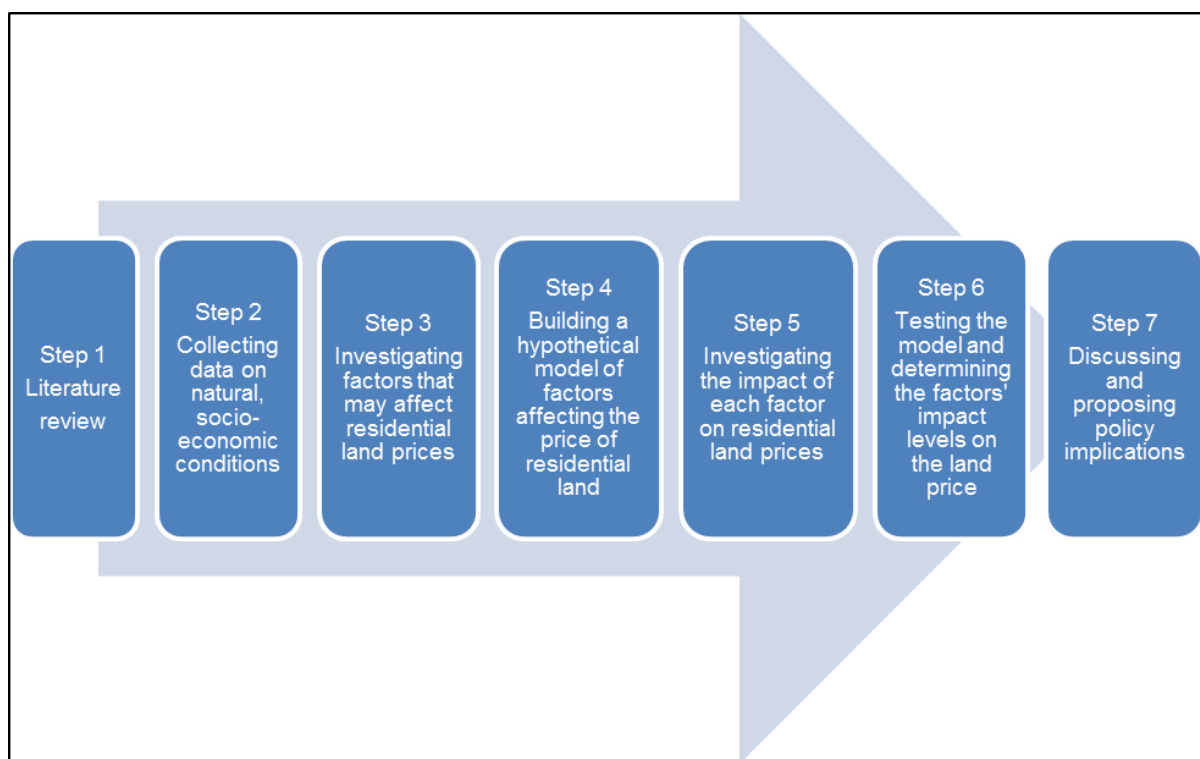 Step 1
Literature
review
Step 2
Collecting
data on
natural,
socio-
economic
conditions
Step 3
Investigating
factors that
may affect
residential
land prices
Step 4
Building a
hypothetical
model of
factors
affecting the
price of
residential
land
Step 5
Investigating
the impact of
each factor
on residential
land prices
Step 6
Testing the
model and
determining
the factors'
impact
levels on
the land
price
Step 7
Discussing
and
proposing
policy
implications